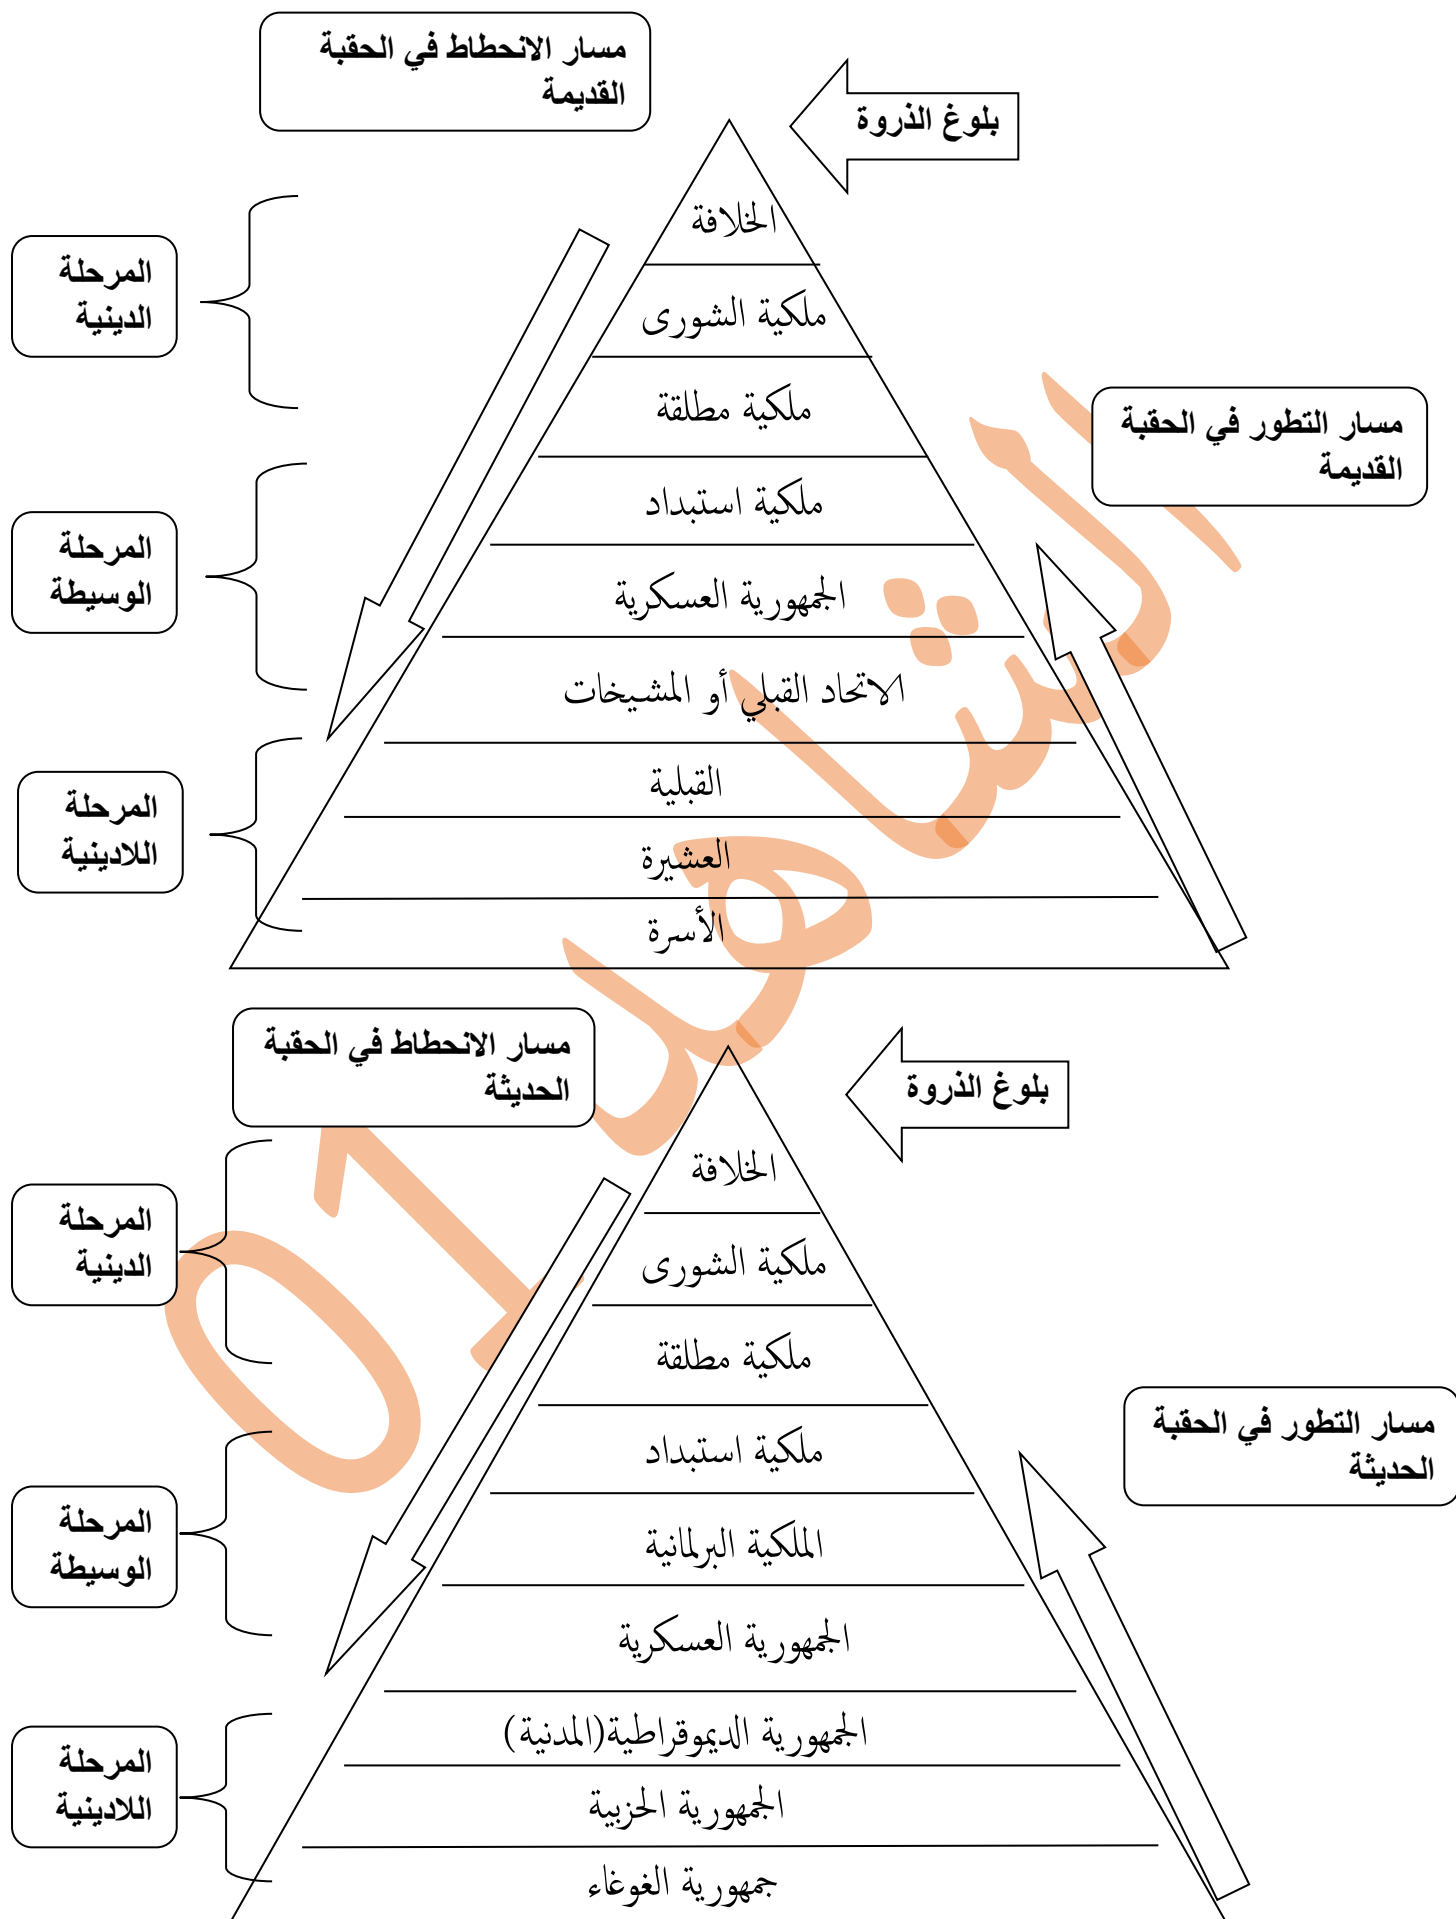 مسار الانحطاط في الحقبة
القديمة
بلوغ الذروة
الخلافة
المرحلة
الدينية
ملكية الشورى
ملكية مطلقة
مسار التطور في الحقبة
القديمة
ملكية استبداد
المرحلة
الوسيطة
الجمهورية العسكرية
الاتحاد القبلي أو المشيخات
القبلية
المرحلة
اللادينية
العشيرة
الأسرة
مسار الانحطاط في الحقبة
الحديثة
بلوغ الذروة
الخلافة
المرحلة
الدينية
ملكية الشورى
ملكية مطلقة
مسار التطور في الحقبة
الحديثة
ملكية استبداد
المرحلة
الوسيطة
الملكية البرلمانية
الجمهورية العسكرية
الجمهورية الديموقراطية(المدنية)
المرحلة
اللادينية
الجمهورية الحزبية
جمهورية الغوغاء
الشاهد01